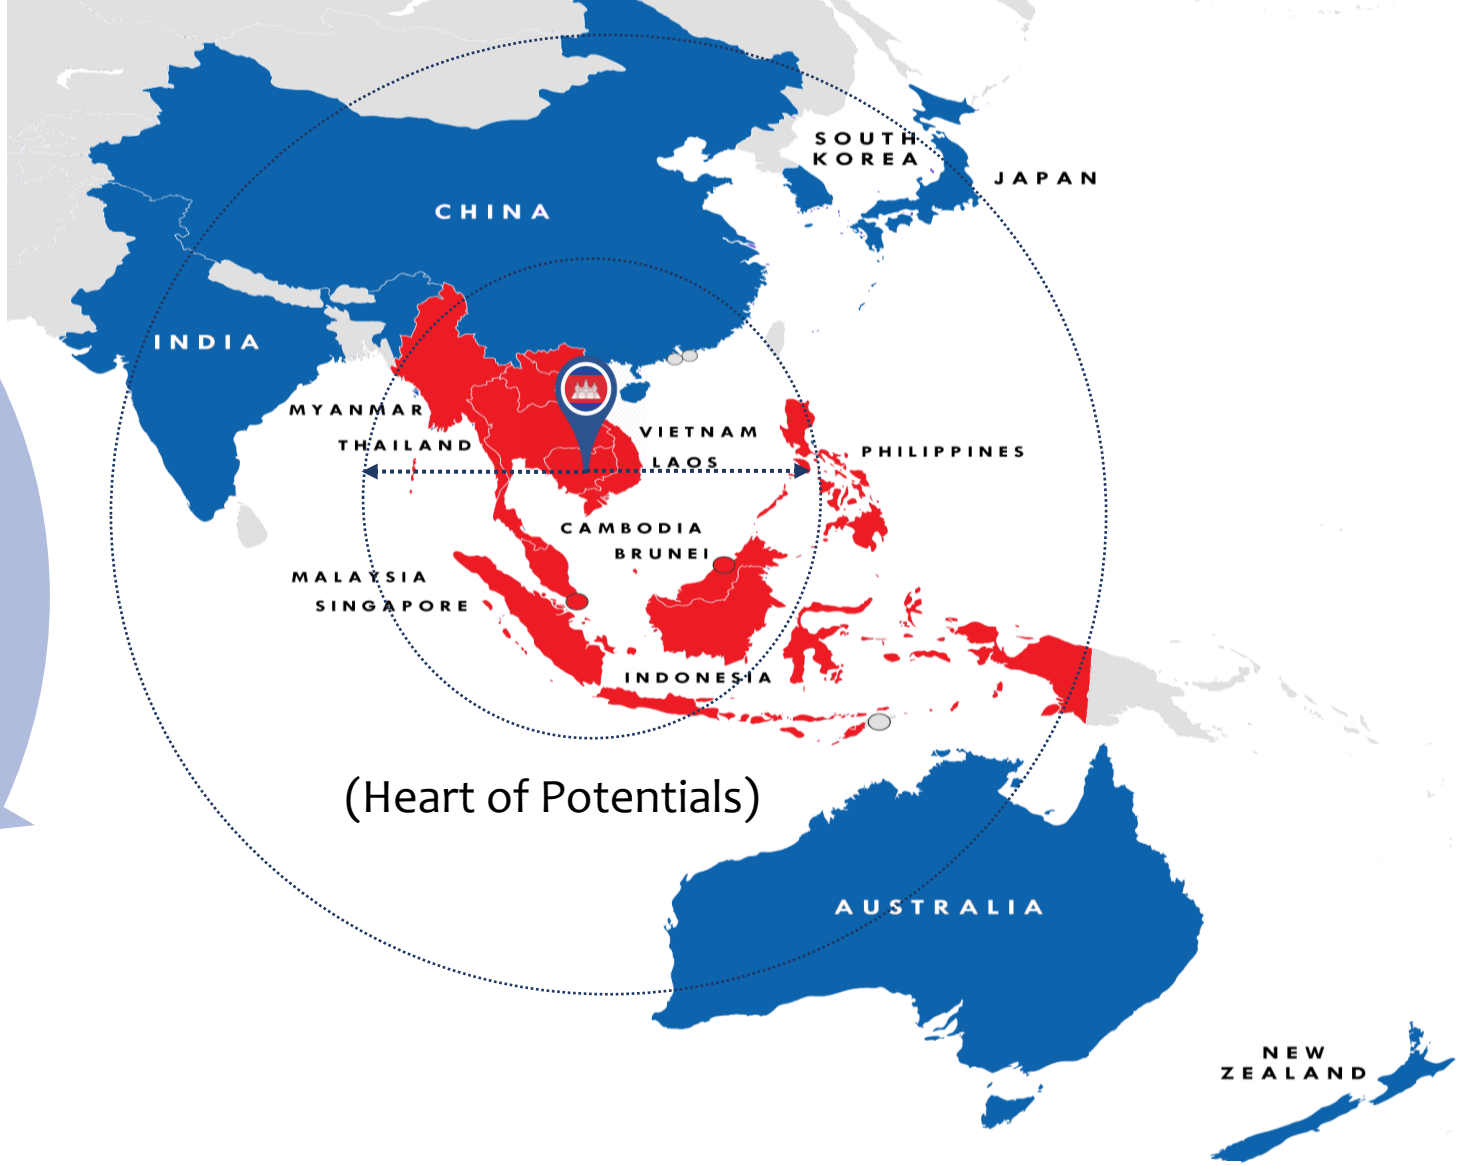 SOUTH
KOREA
JAPAN
CHINA
INDIA
MYANMAR
THAILAND
VIETNAM
LAOS
PHILIPPINES
CAMBODIA
BRUNEI
MALAYSIA
SINGAPORE
INDONESIA
(Heart of Potentials)
AUSTRALIA
NEW
ZEALAND